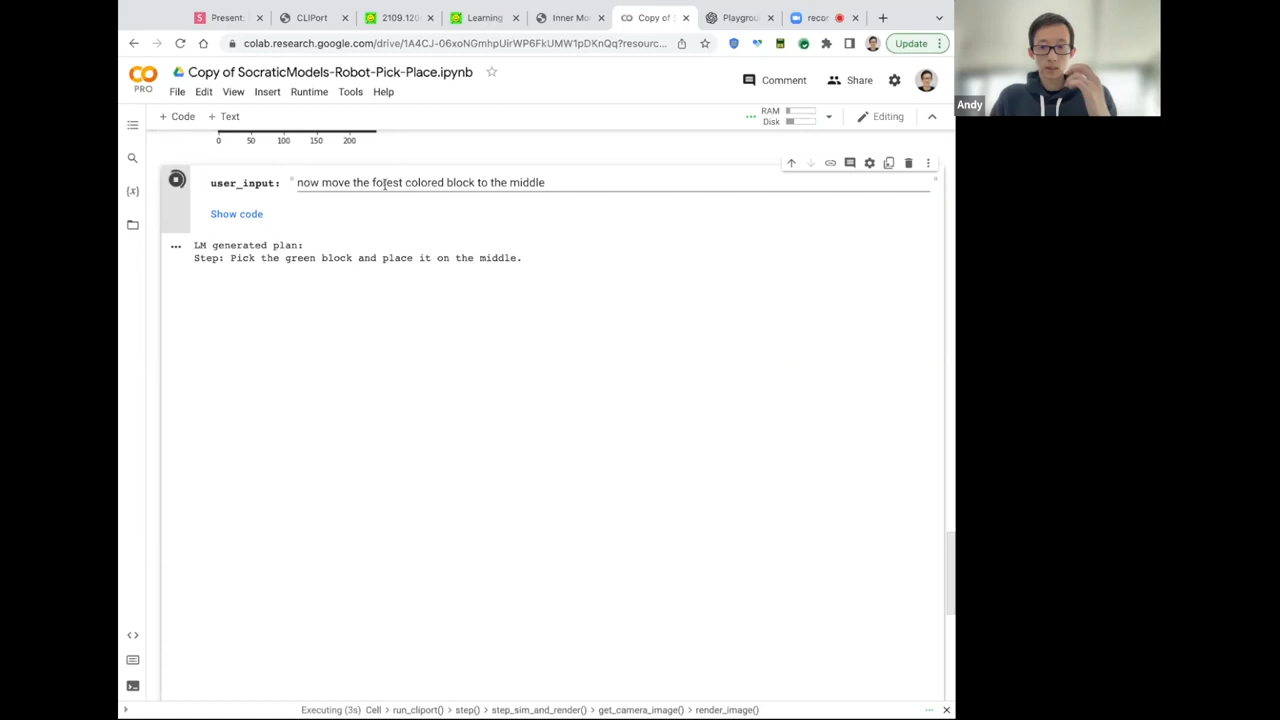 Present:
CLIPort
2109.120
Learning
Inner Mo
Copy of S
Playgrou
recor
colab.research.google.com/drive/1A4CJ-06xoNGmhpUirWP6FkUMW1pDKnQq?resourc...
Update
CO
PRO
Copy of SocraticModels-Robot-Pick-Place.ipynb
Comment
Share
File Edit View Insert Runtime Tools Help
+ Code + Text
RAM
Disk
Editing
0 50 100 150 200
user_input: " now move the forest colored block to the middle "
Show code
... LM generated plan:
Step: Pick the green block and place it on the middle.
Executing (3s) Cell > run_cliport() > step() > step_sim_and_render() > get_camera_image() > render_image()
Andy